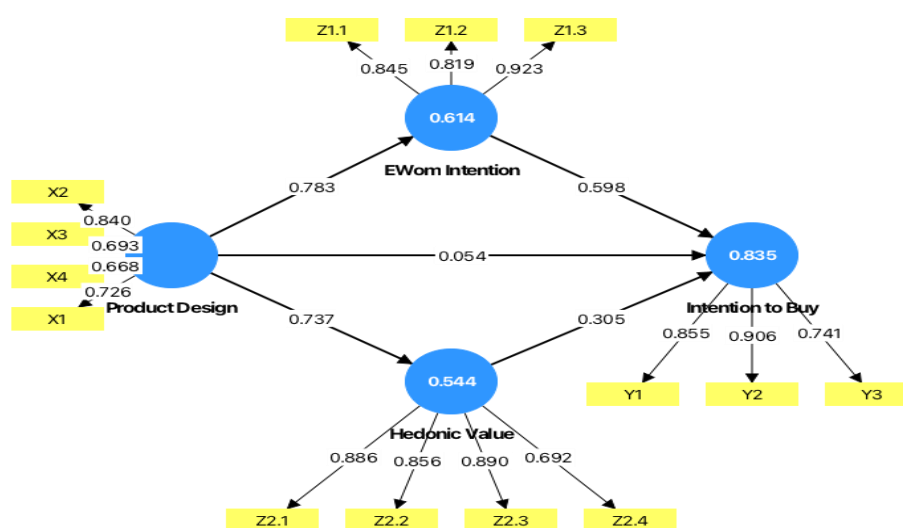 Z1.1 Z1.2 Z1.3
0.845 0.819 0.923
0.614
EWom Intention
X2
0.783 0.598
0.840
X3
0.693
0.054 0.835
0.668
X4
0.726
Product Design Intention to Buy
X1
0.737 0.305
0.855 0.906 0.741
0.544
Y1 Y2 Y3
Hedonic Value
0.886 0.856 0.890 0.692
Z2.1 Z2.2 Z2.3 Z2.4